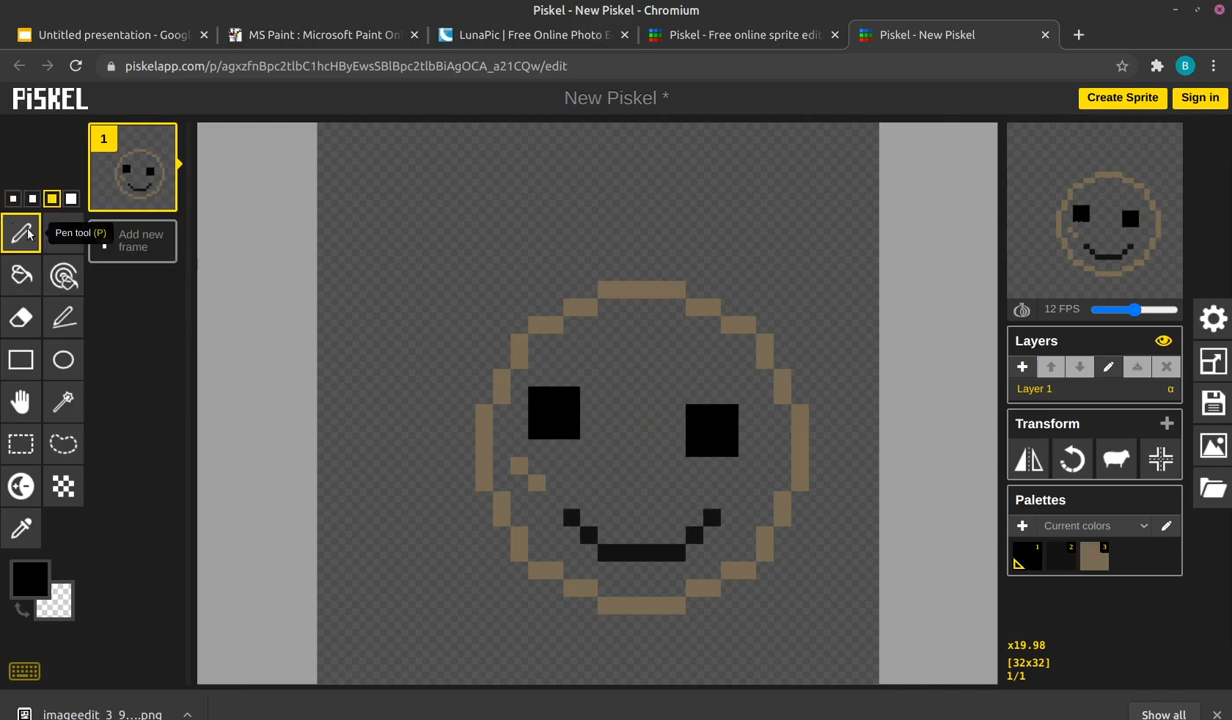 Piskel - New Piskel - Chromium
Untitled presentation - Googl
MS Paint : Microsoft Paint On
LunaPic | Free Online Photo E
Piskel - Free online sprite edit
Piskel - New Piskel
piskelapp.com/p/agxzfnBpc2tlbC1hcHByEwsSBlBpc2tlbBiAgOCA_a21CQw/edit
B
PiSKEL
New Piskel *
Create Sprite
Sign in
1
Pen tool (P)
Add new
frame
12 FPS
Layers
Layer 1
α
Transform
Palettes
Current colors
1
2
3
x19.98
[32x32]
1/1
imageedit_3_9....png
Show all